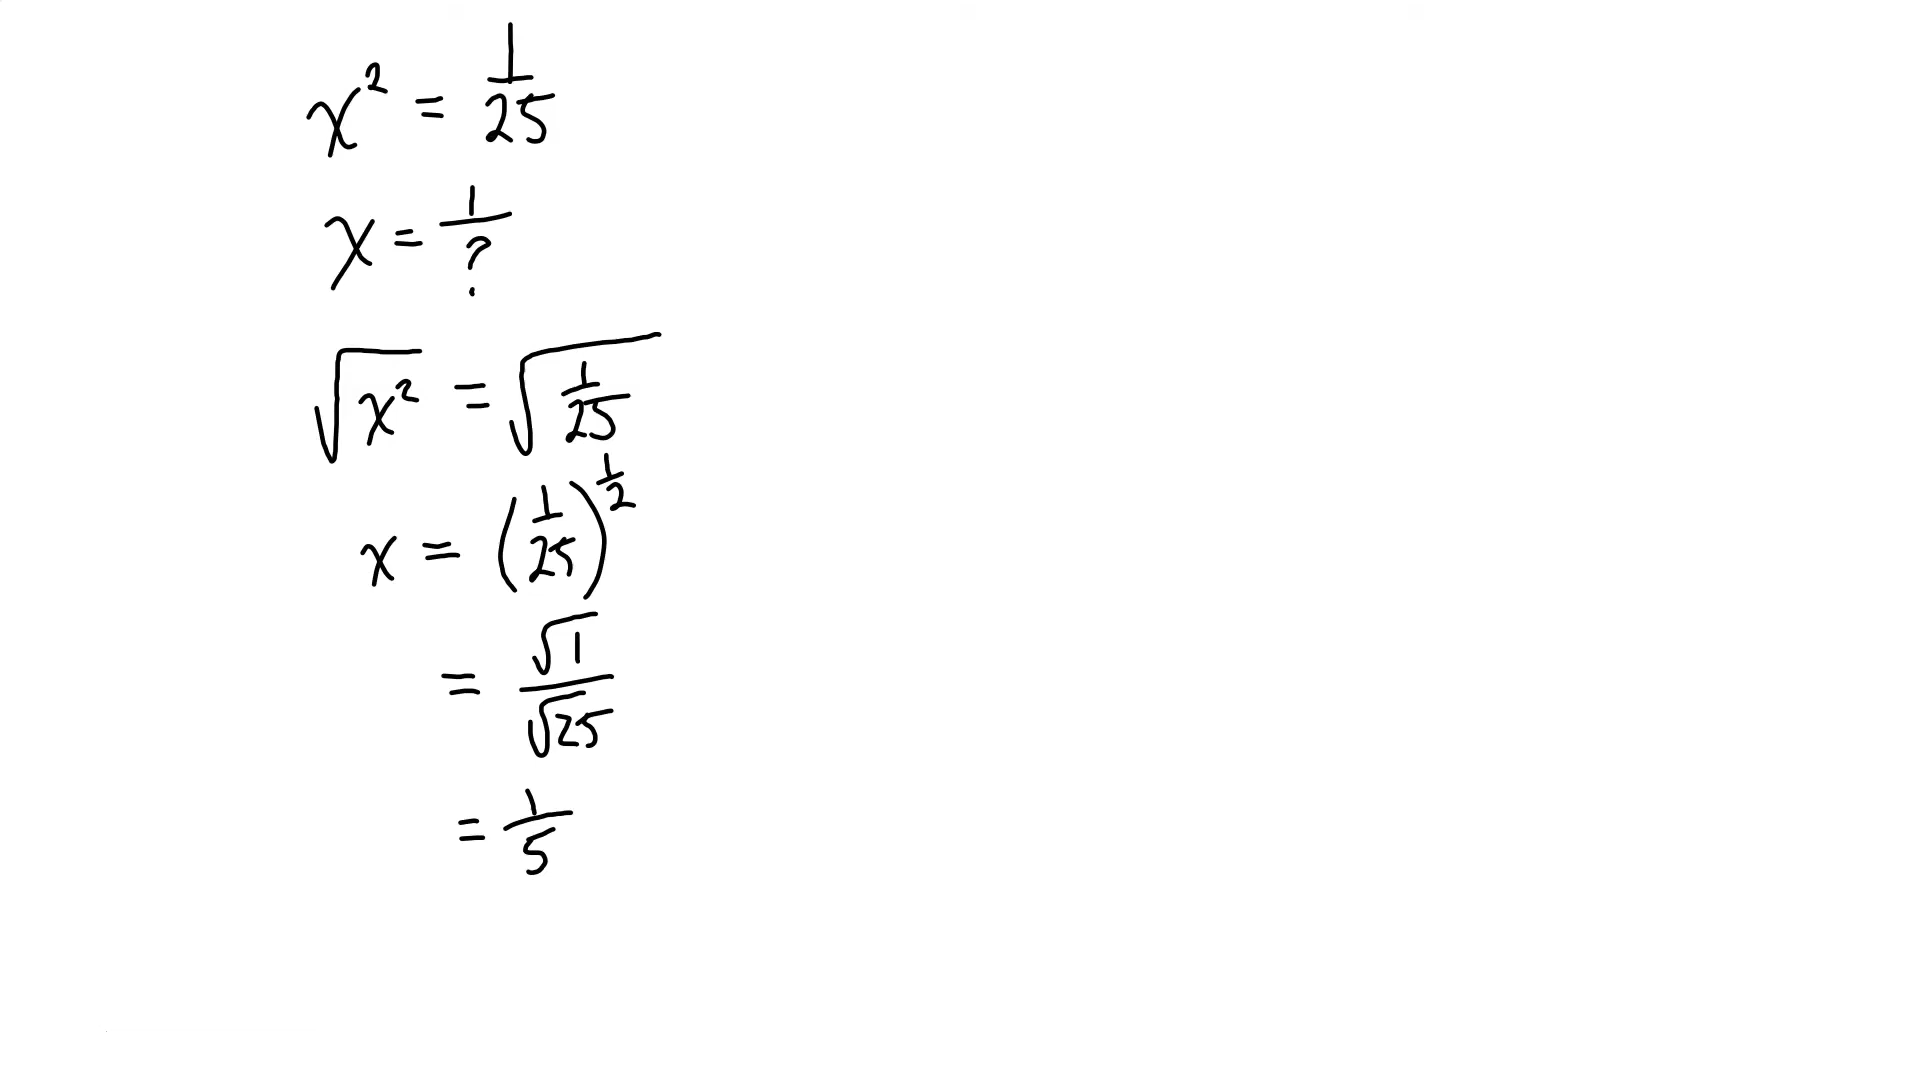 x² = 1/25
x = 1/?
√(x²) = √(1/25)
x = (1/25)^(1/2)
= √1/√25
= 1/5